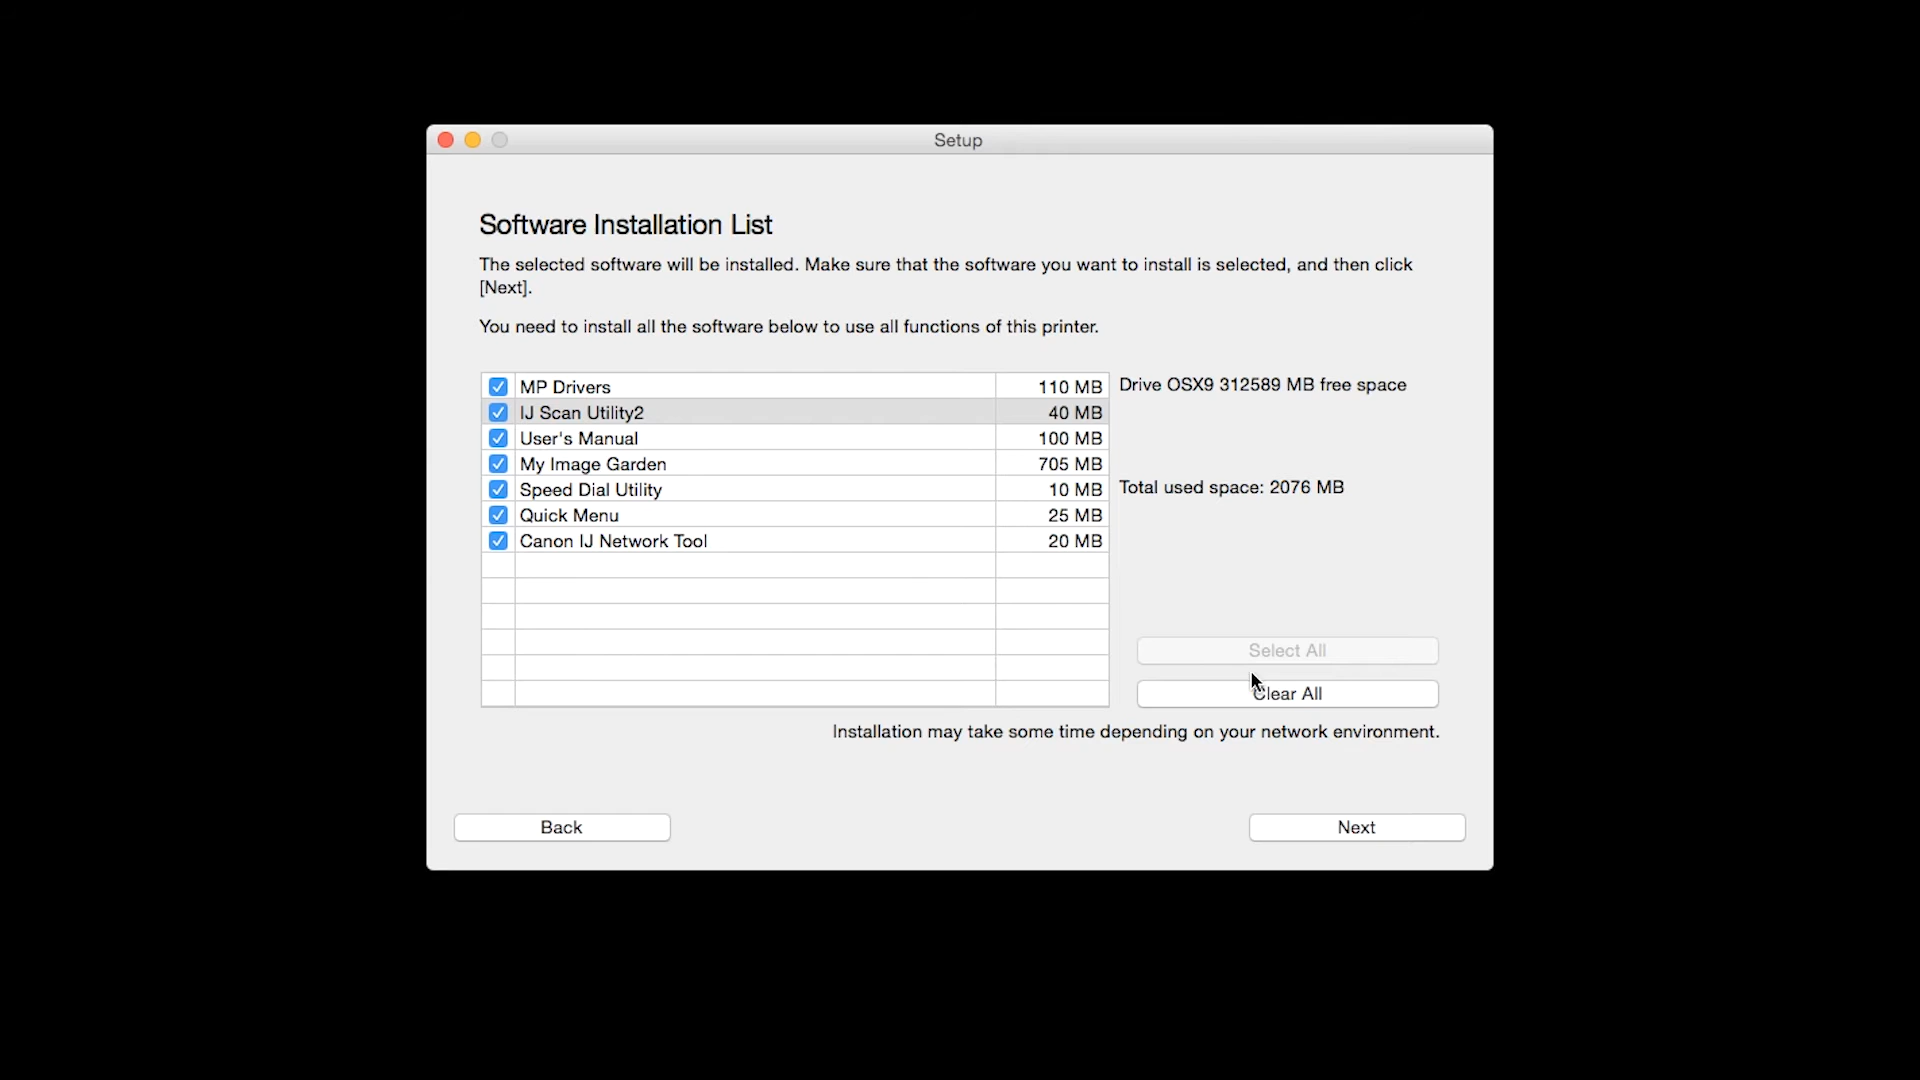 Setup
Software Installation List
The selected software will be installed. Make sure that the software you want to install is selected, and then click
[Next].
You need to install all the software below to use all functions of this printer.
MP Drivers 110 MB
Drive OSX9 312589 MB free space
IJ Scan Utility2 40 MB
User's Manual 100 MB
My Image Garden 705 MB
Speed Dial Utility 10 MB
Total used space: 2076 MB
Quick Menu 25 MB
Canon IJ Network Tool 20 MB
Select All
Clear All
Installation may take some time depending on your network environment.
Back
Next